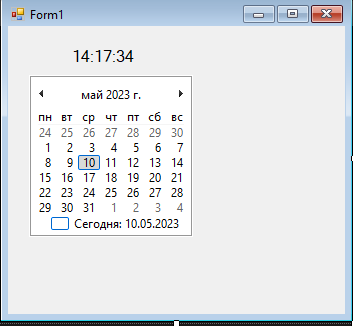 Form1
14:17:34
май 2023 г.
пн вт ср чт пт сб вс
24 25 26 27 28 29 30
1 2 3 4 5 6 7
8 9 10 11 12 13 14
15 16 17 18 19 20 21
22 23 24 25 26 27 28
29 30 31 1 2 3 4
Сегодня: 10.05.2023